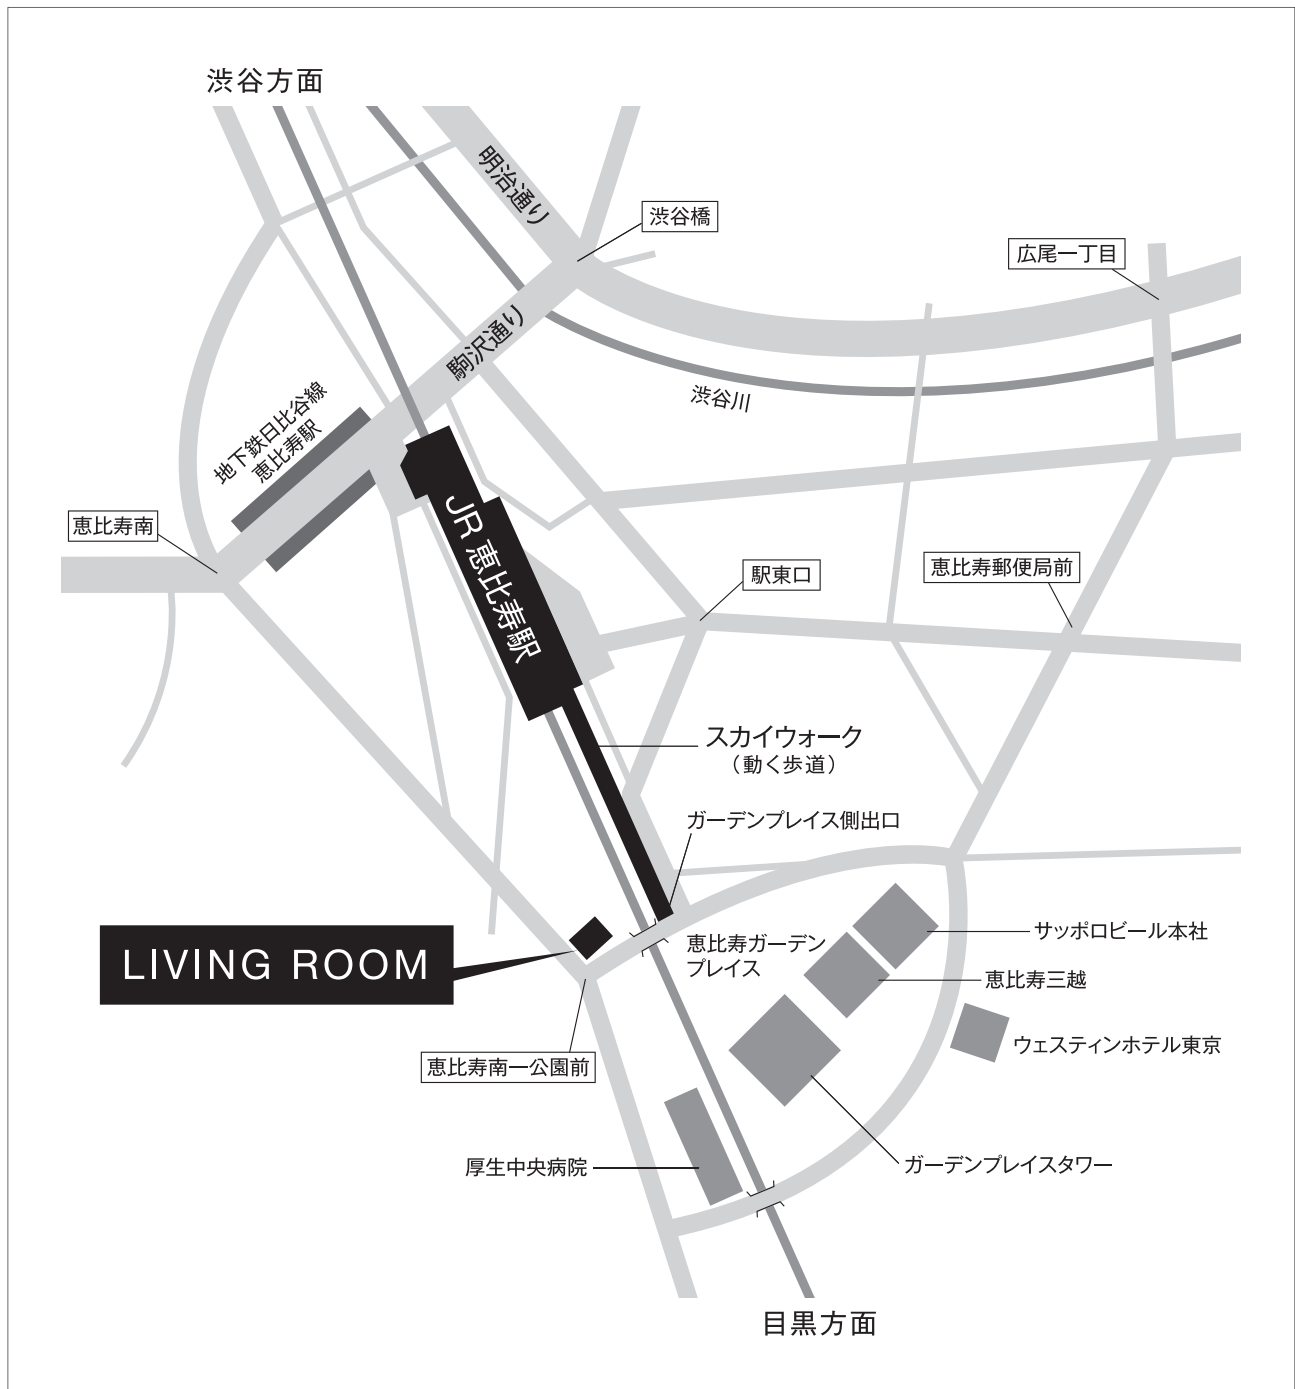 渋谷方面
明治通り
渋谷橋
広尾一丁目
駒沢通り
渋谷川
地下鉄日比谷線
恵比寿駅
恵比寿南
JR 恵比寿駅
駅東口
恵比寿郵便局前
スカイウォーク
（動く歩道）
ガーデンプレイス側出口
LIVING ROOM
恵比寿ガーデン
プレイス
サッポロビール本社
恵比寿三越
ウェスティンホテル東京
恵比寿南一公園前
厚生中央病院
ガーデンプレイスタワー
目黒方面